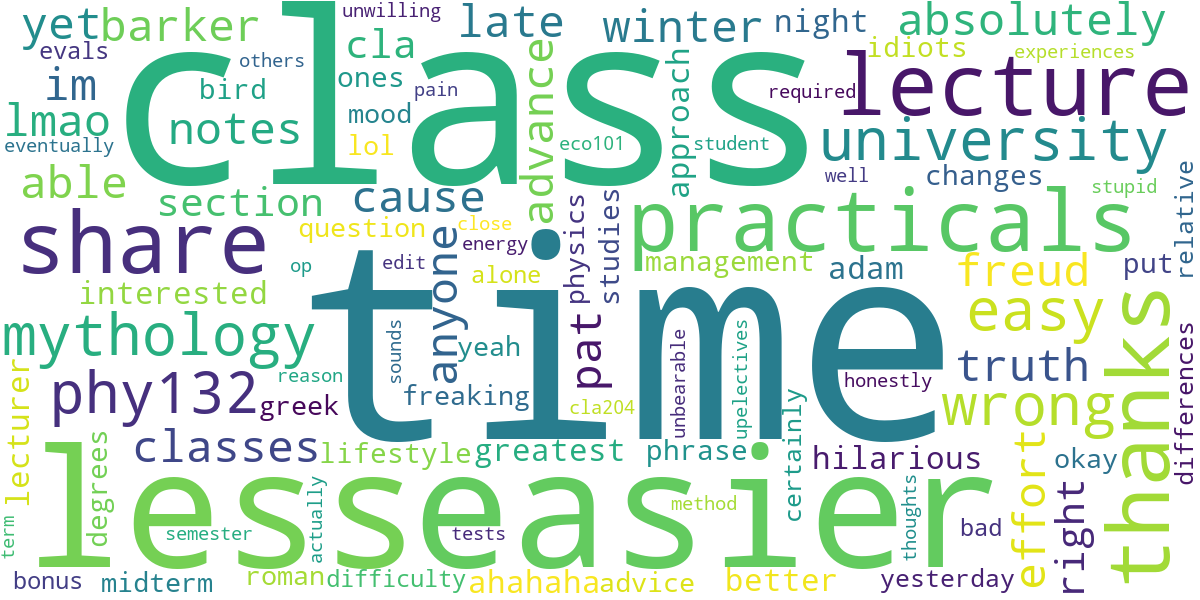 unwilling
yet
barker
class
late
winter
night
absolutely
evals
others
cla
idiots
experiences
im
bird
ones
pain
advance
approach
lecture
required
lmao
notes
mood
lol
eco101
student
university
eventually
able
section
cause
well
changes
stupid
share
question
close
energy
physics
studies
practicals
relative
op
edit
alone
management
adam
freud
put
interested
time
easy
mythology
anyone
yeah
pat
sounds
unbearable
upelectives
truth
thanks
differences
phy132
reason
greek
freaking
cla204
honestly
wrong
lecturer
classes
lifestyle
greatest
phrase
certainly
hilarious
okay
degrees
less
easier
effort
right
actually
method
thoughts
term
semester
tests
bad
bonus
midterm
roman
difficulty
ahahaha
advice
better
yesterday